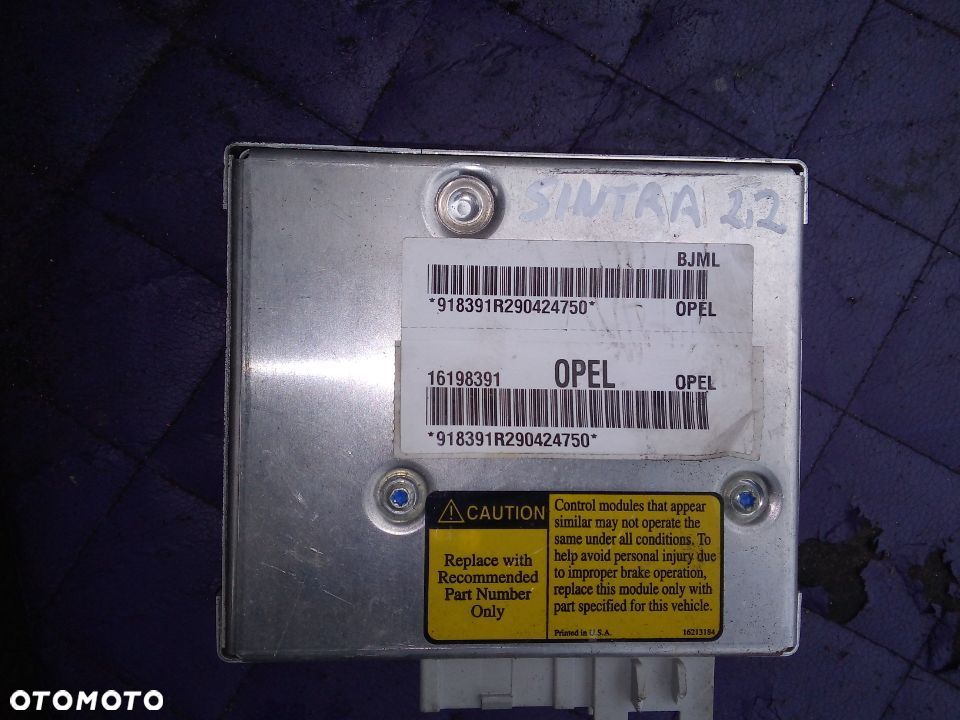 SINTRA 2,2
BJML
*918391R290424750*
OPEL
16198391
OPEL
OPEL
*918391R290424750*
CAUTION
Replace with
Recommended
Part Number
Only
Control modules that appear
similar may not operate the
same under all conditions. To
help avoid personal injury due
to improper brake operation,
replace this module only with
part specified for this vehicle.
Printed in U.S.A.
16213184
OTOMOTO